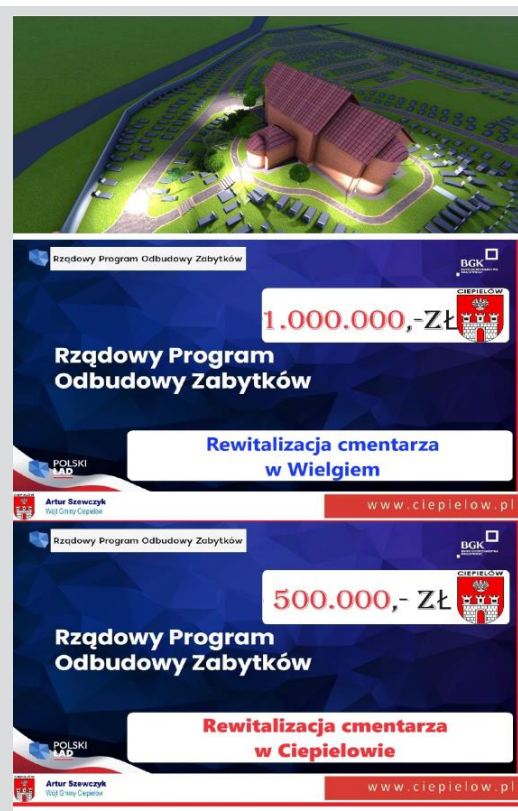 Rządowy Program Odbudowy Zabytków
BGK
CIEPIELÓW
1.000.000,-ZŁ
Rządowy Program
Odbudowy Zabytków
Rewitalizacja cmentarza
w Wielgiem
POLSKI
ŁAD
Artur Szewczyk
Wójt Gminy Ciepielów
www.ciepielow.pl
Rządowy Program Odbudowy Zabytków
BGK
CIEPIELÓW
500.000,- ZŁ
Rządowy Program
Odbudowy Zabytków
Rewitalizacja cmentarza
w Ciepielowie
POLSKI
ŁAD
Artur Szewczyk
Wójt Gminy Ciepielów
www.ciepielow.pl